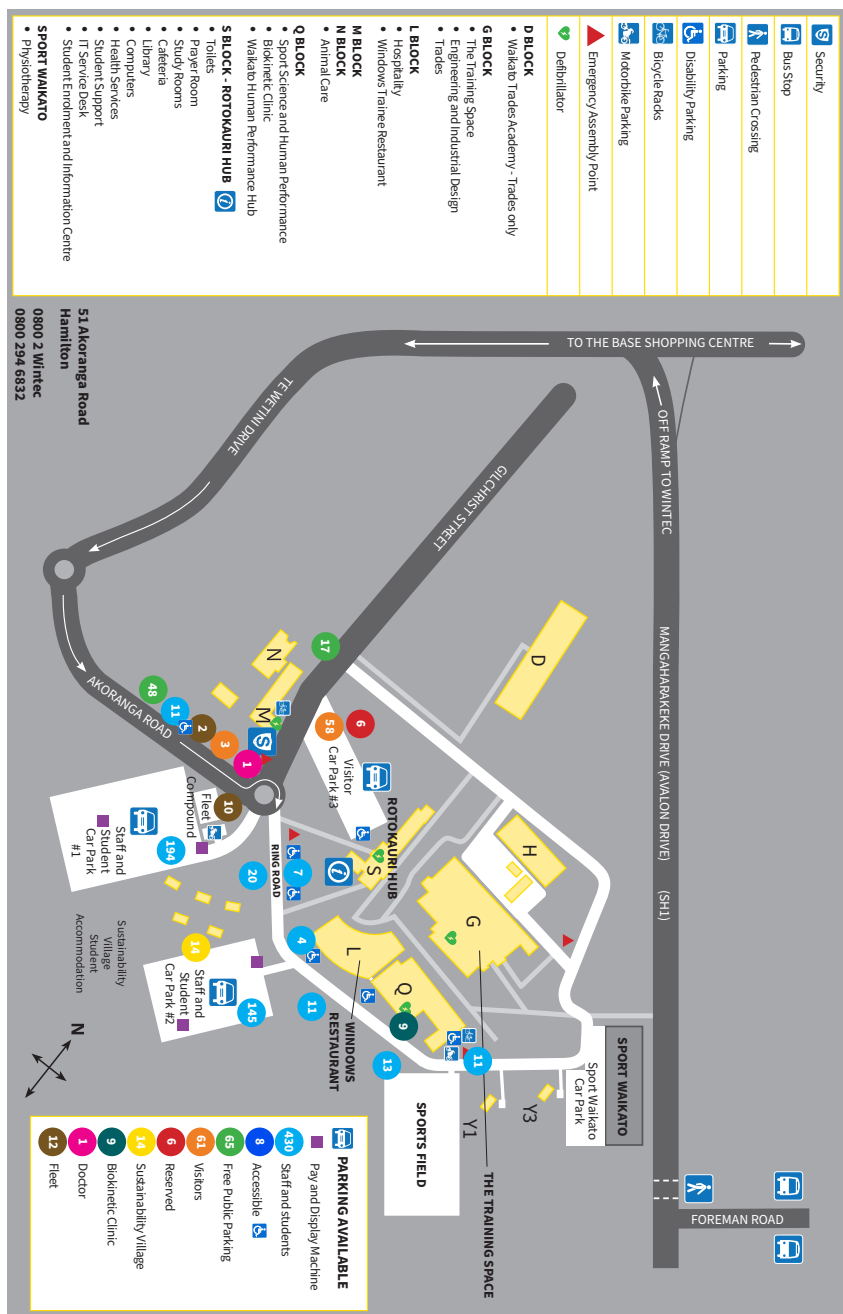 Security
Bus Stop
Pedestrian Crossing
Parking
Disability Parking
Bicycle Racks
Motorbike Parking
Emergency Assembly Point
Defibrillator
D BLOCK
• Waikato Trades Academy - Trades only
G BLOCK
• The Training Space
• Engineering and Industrial Design
• Trades
L BLOCK
• Hospitality
• Windows Trainee Restaurant
M BLOCK
N BLOCK
• Animal Care
Q BLOCK
• Sport Science and Human Performance
• Biokinetic Clinic
• Waikato Human Performance Hub
S BLOCK - ROTOKAURI HUB
• Toilets
• Prayer Room
• Study Rooms
• Cafeteria
• Library
• Computers
• Health Services
• Student Support
• IT Service Desk
• Student Enrolment and Information Centre
SPORT WAIKATO
• Physiotherapy
51 Akoranga Road
Hamilton
0800 2 Wintec
0800 294 6832
TO THE BASE SHOPPING CENTRE
OFF RAMP TO WINTEC
MANGAHARAKEKE DRIVE (AVALON DRIVE) (SH1)
FOREMAN ROAD
TE WETINI DRIVE
GILCHRIST STREET
AKORANGA ROAD
RING ROAD
D
H
G
N
M
S
S
L
Q
Y1
Y3
17
48
11
2
3
1
58
6
Visitor
Car Park #3
ROTOKAURI HUB
10
Fleet
Compound
194
Staff and
Student
Car Park
#1
20
7
4
11
13
11
9
14
145
Staff and
Student
Car Park #2
Sustainability
Village
Student
Accommodation
WINDOWS
RESTAURANT
THE TRAINING SPACE
SPORTS FIELD
SPORT WAIKATO
Sport Waikato
Car Park
N
PARKING AVAILABLE
Pay and Display Machine
430 Staff and students
8 Accessible
65 Free Public Parking
61 Visitors
6 Reserved
14 Sustainability Village
9 Biokinetic Clinic
1 Doctor
12 Fleet